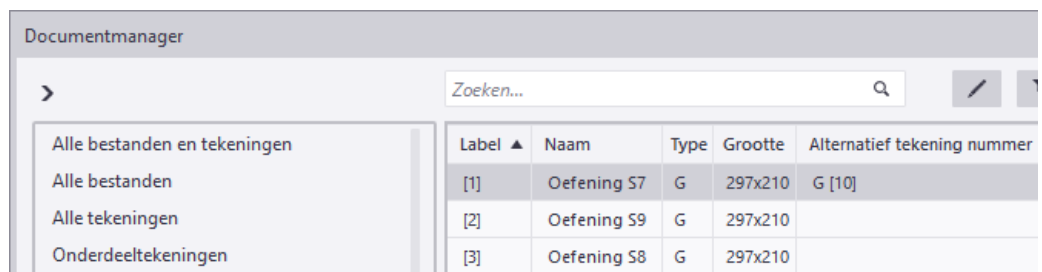 Documentmanager
Zoeken...
Alle bestanden en tekeningen
Alle bestanden
Alle tekeningen
Onderdeeltekeningen
Label ▲ Naam Type Grootte Alternatief tekening nummer
[1] Oefening S7 G 297x210 G [10]
[2] Oefening S9 G 297x210
[3] Oefening S8 G 297x210